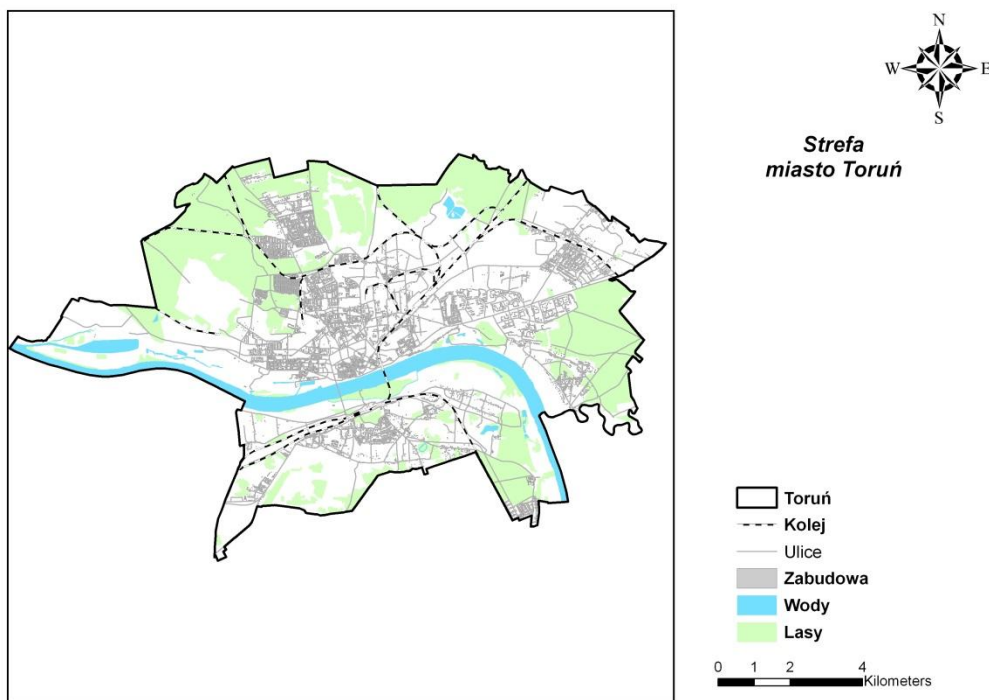 N
W E
S
Strefa
miasto Toruń
Toruń
Kolej
Ulice
Zabudowa
Wody
Lasy
0 1 2 4
Kilometers